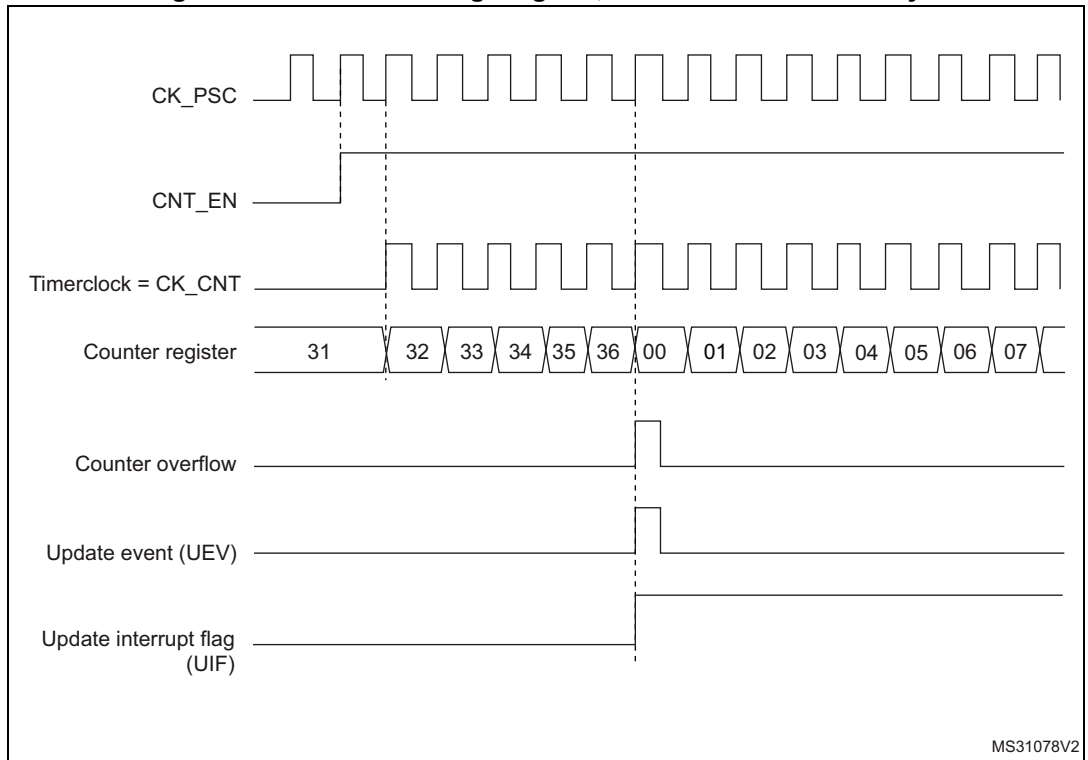 CK_PSC
CNT_EN
Timerclock = CK_CNT
Counter register 31 32 33 34 35 36 00 01 02 03 04 05 06 07
Counter overflow
Update event (UEV)
Update interrupt flag
(UIF)
MS31078V2